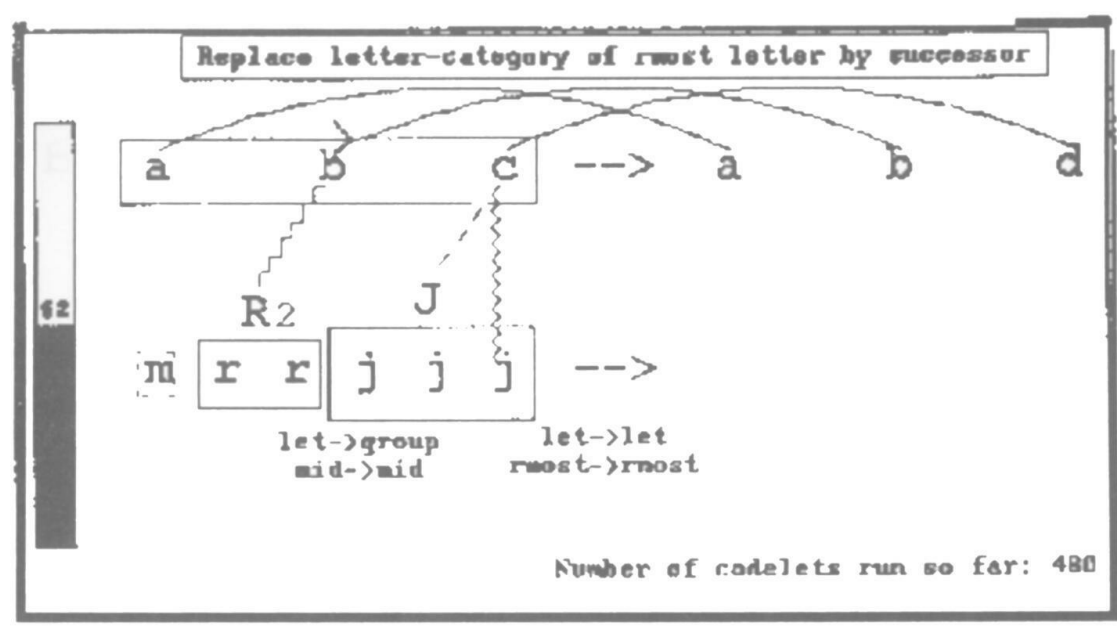 Replace letter-category of rmost letter by successor
a b c --> a b d
62
R2 J
m r r j j j -->
let->group let->let
mid->mid rmost->rmost
Number of codelets run so far: 480